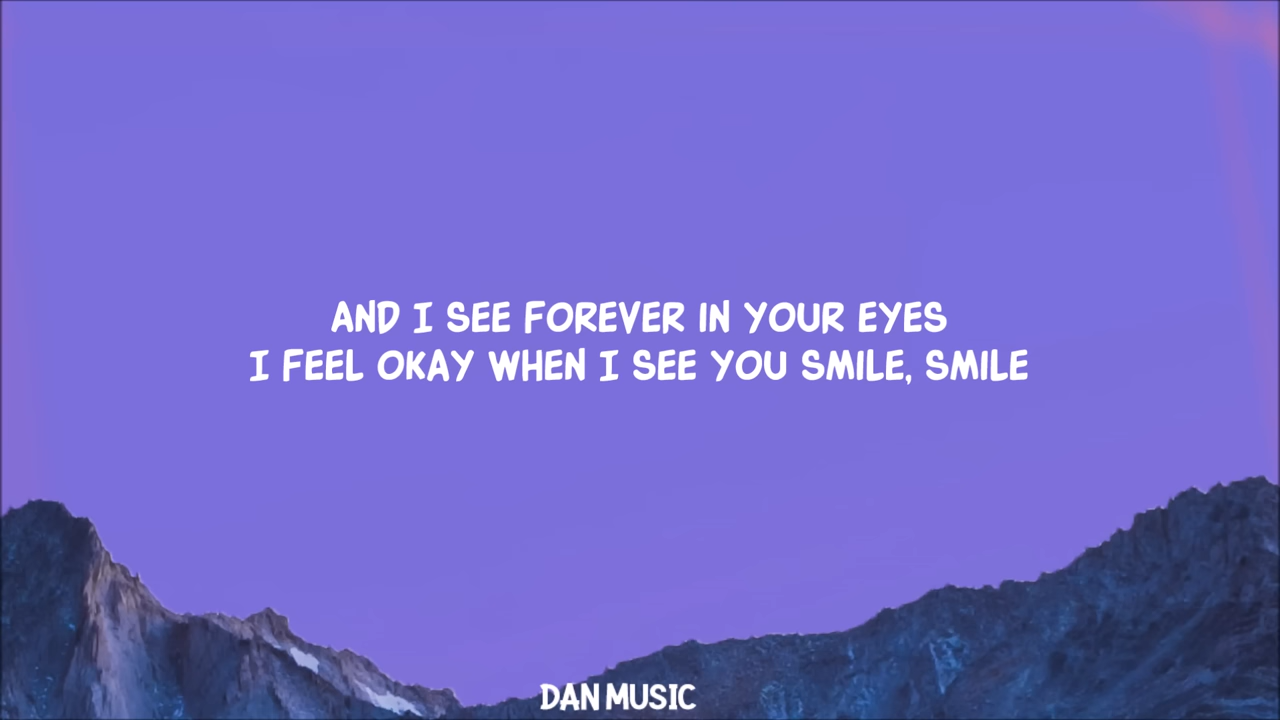 AND I SEE FOREVER IN YOUR EYES
I FEEL OKAY WHEN I SEE YOU SMILE, SMILE
DAN MUSIC